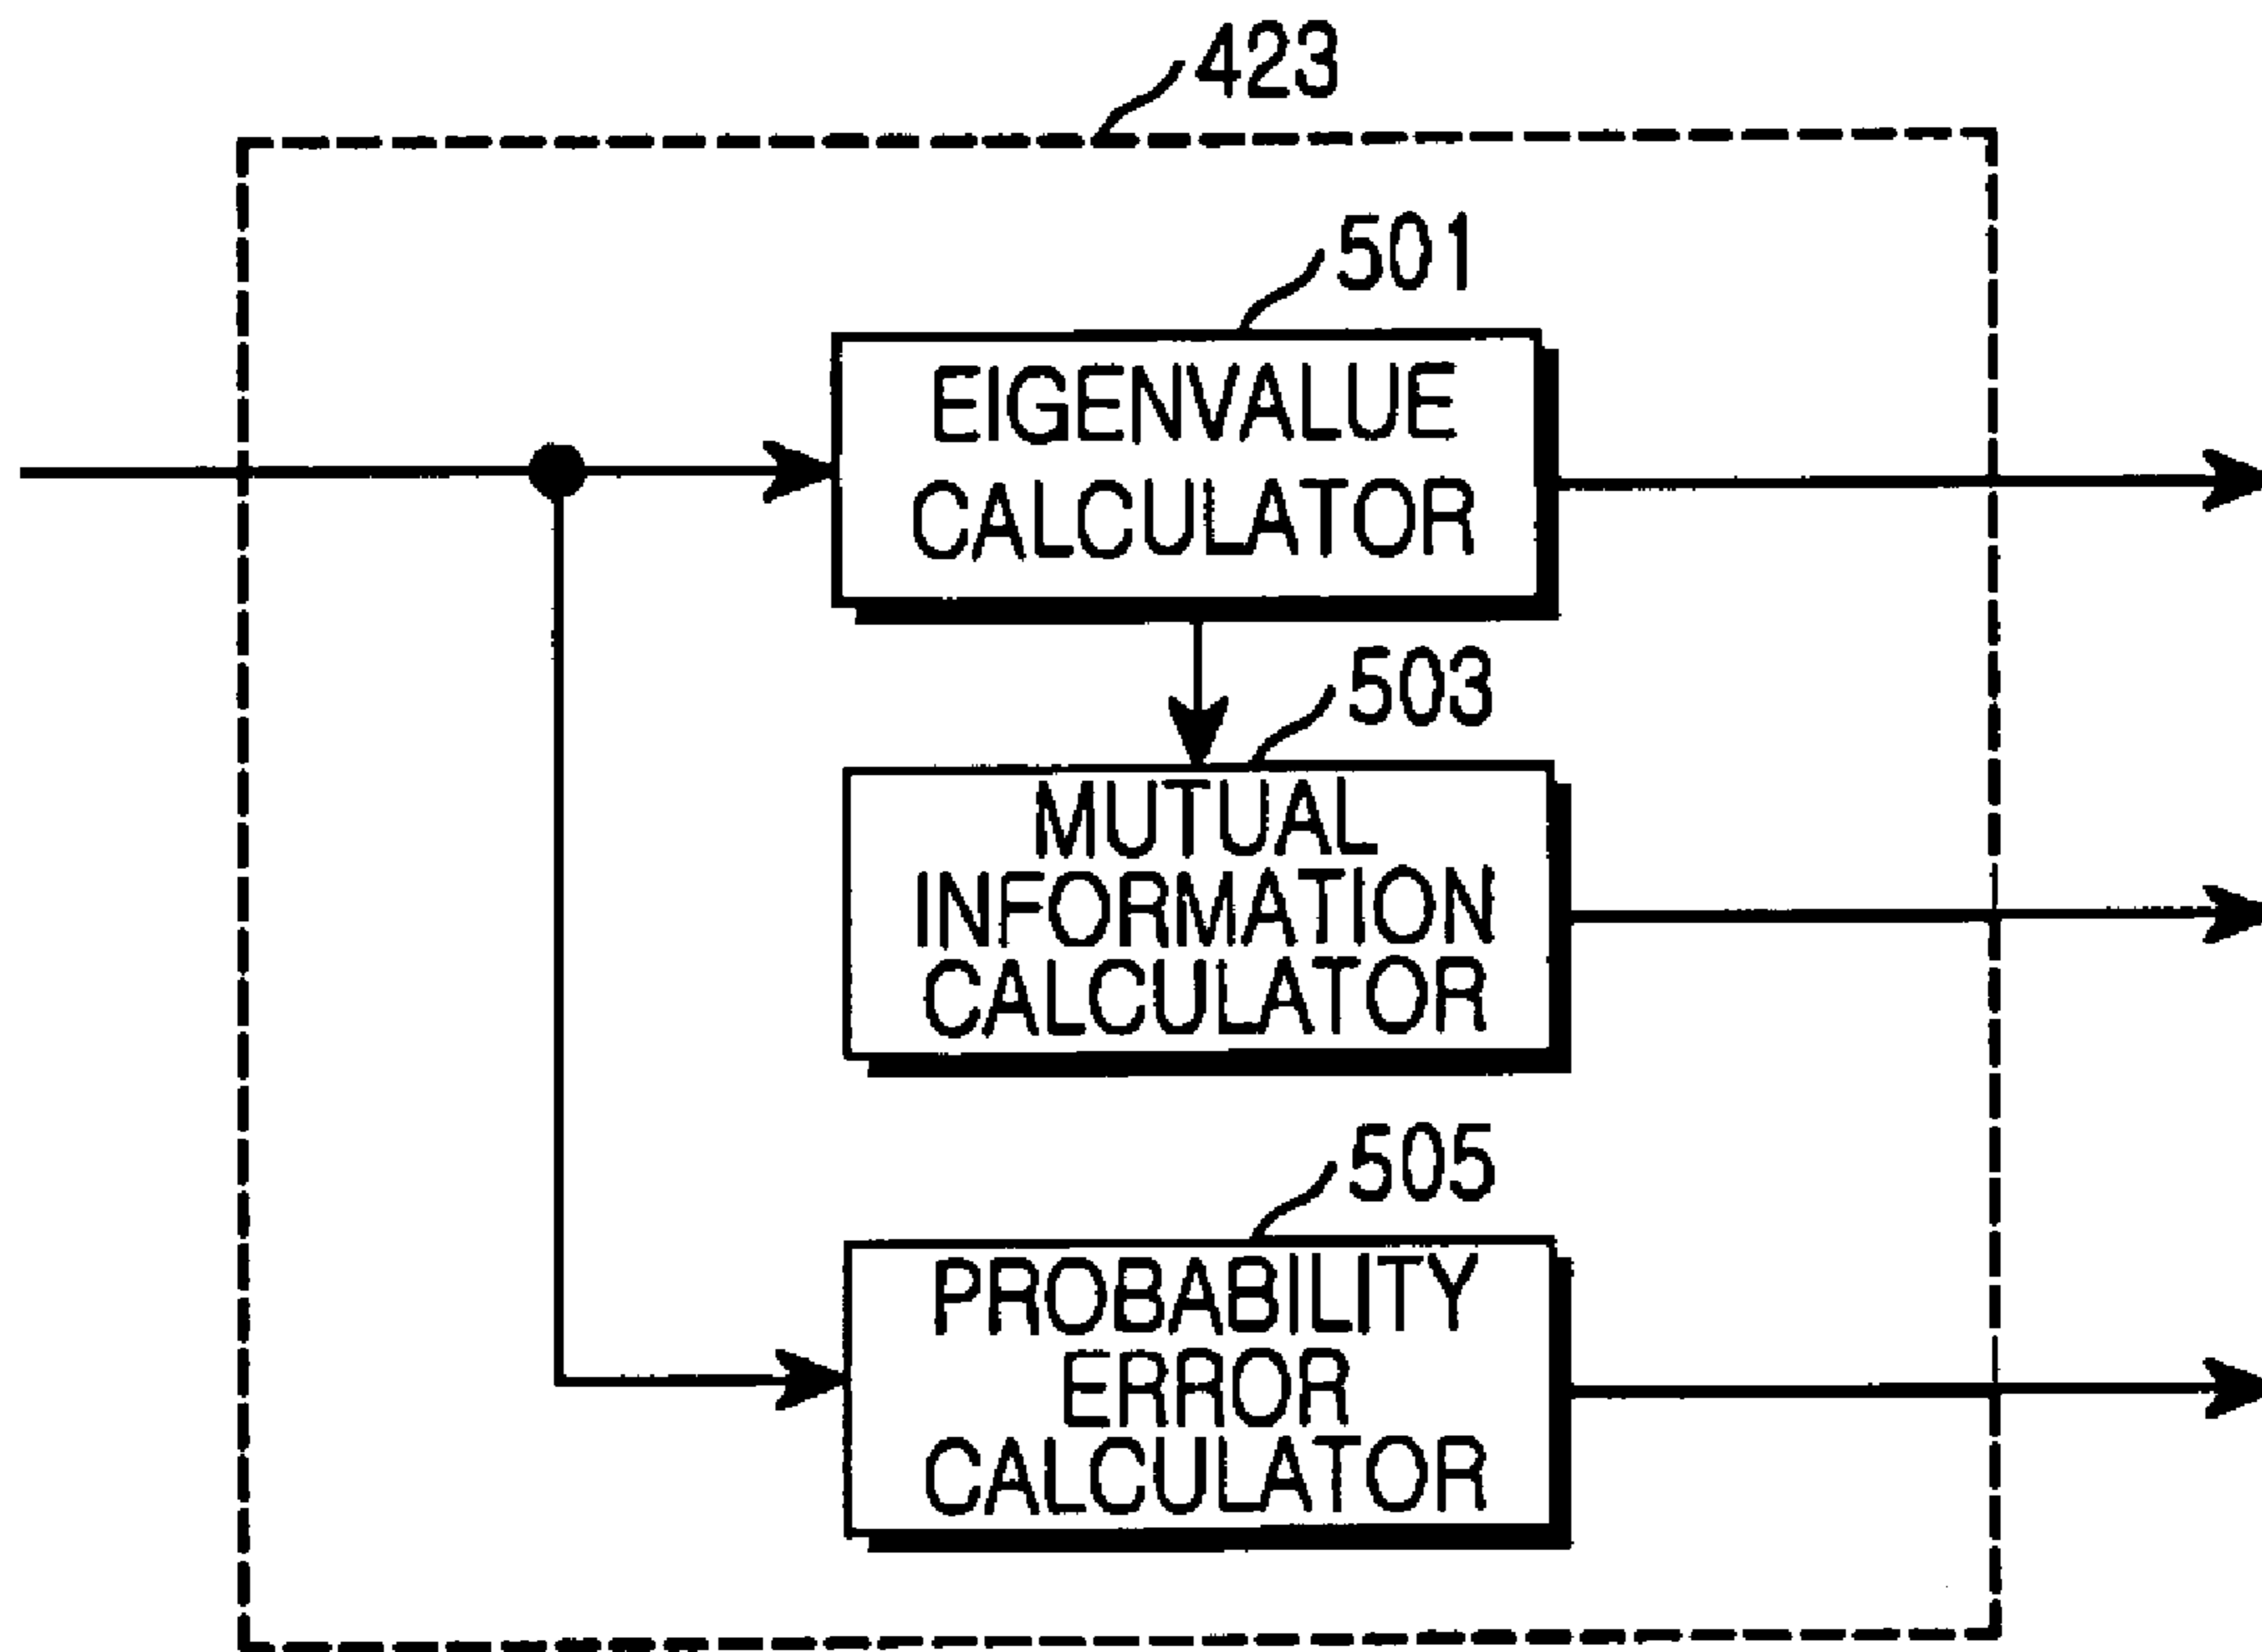 423
501
EIGENVALUE
CALCULATOR
503
MUTUAL
INFORMATION
CALCULATOR
505
PROBABILITY
ERROR
CALCULATOR